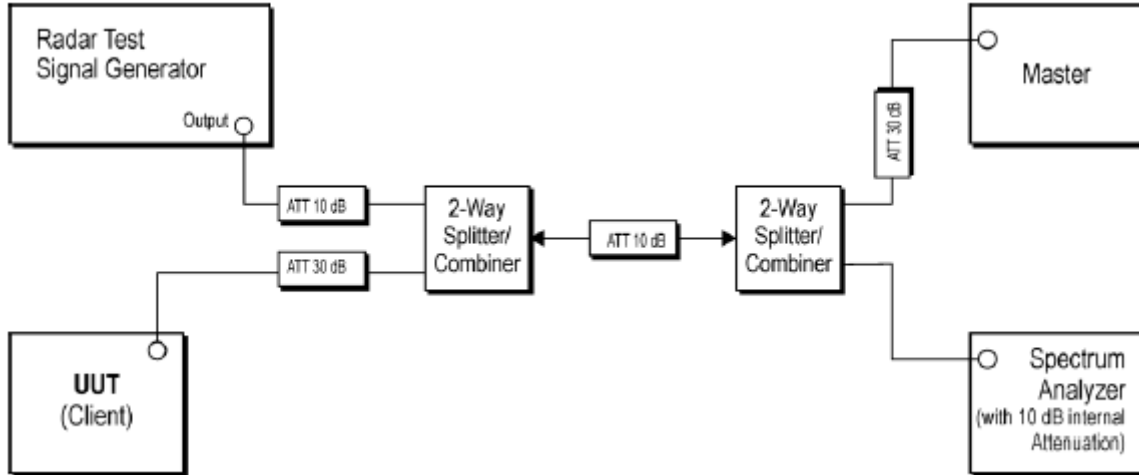 Radar Test
Signal Generator
Output
ATT 10 dB
ATT 30 dB
2-Way
Splitter/
Combiner
ATT 10 dB
2-Way
Splitter/
Combiner
ATT 30 dB
Master
UUT
(Client)
Spectrum
Analyzer
(with 10 dB internal
Attenuation)